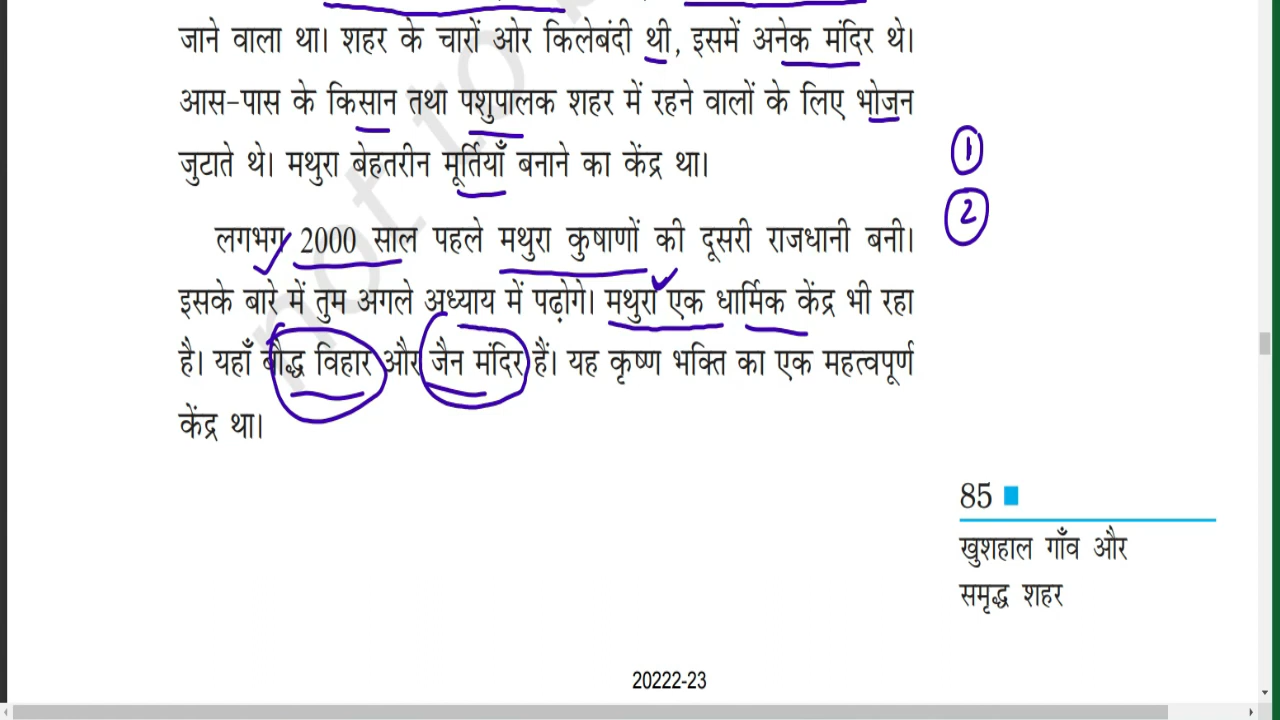 जाने वाला था। शहर के चारों ओर किलेबंदी थी, इसमें अनेक मंदिर थे।
आस-पास के किसान तथा पशुपालक शहर में रहने वालों के लिए भोजन
जुटाते थे। मथुरा बेहतरीन मूर्तियाँ बनाने का केंद्र था।
1
2
लगभग 2000 साल पहले मथुरा कुषाणों की दूसरी राजधानी बनी।
इसके बारे में तुम अगले अध्याय में पढ़ोगे। मथुरा एक धार्मिक केंद्र भी रहा
है। यहाँ बौद्ध विहार और जैन मंदिर हैं। यह कृष्ण भक्ति का एक महत्वपूर्ण
केंद्र था।
85
खुशहाल गाँव और
समृद्ध शहर
20222-23
not to b